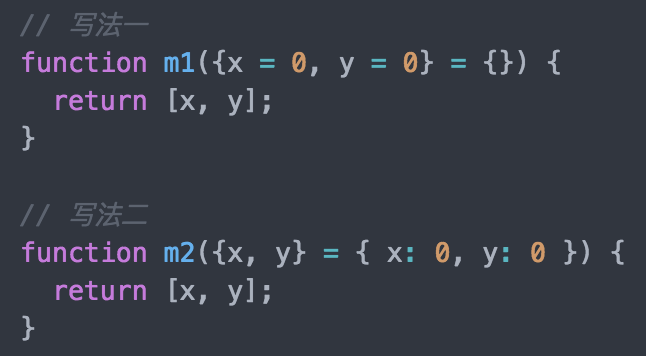 // 写法一
function m1({x = 0, y = 0} = {}) {
  return [x, y];
}

// 写法二
function m2({x, y} = { x: 0, y: 0 }) {
  return [x, y];
}